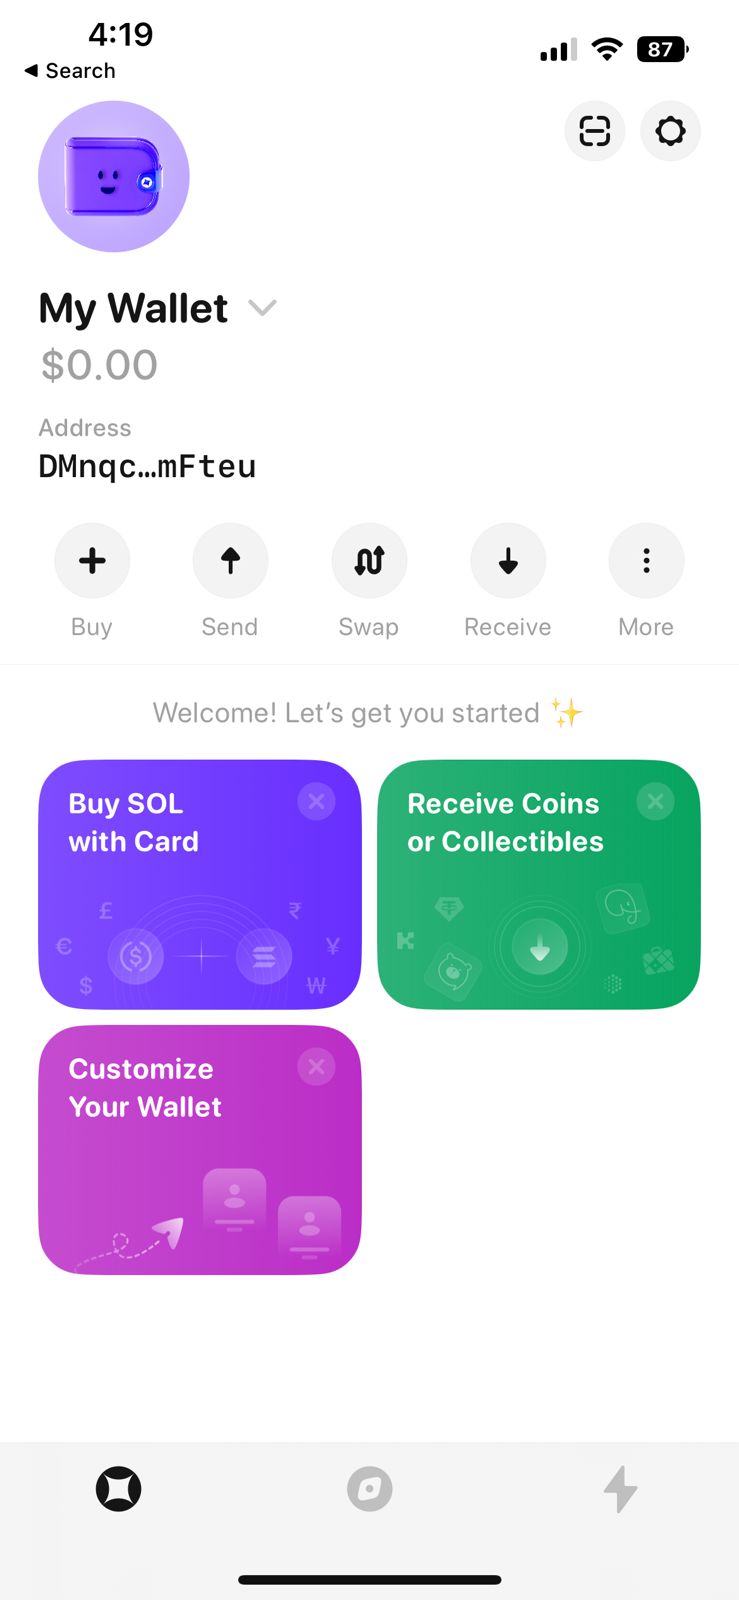 4:19
87
◀ Search
My Wallet
$0.00
Address
DMnqc…mFteu
Buy
Send
Swap
Receive
More
Welcome! Let's get you started ✨
Buy SOL
with Card
Receive Coins
or Collectibles
£
₹
€
$
¥
$
₩
Customize
Your Wallet